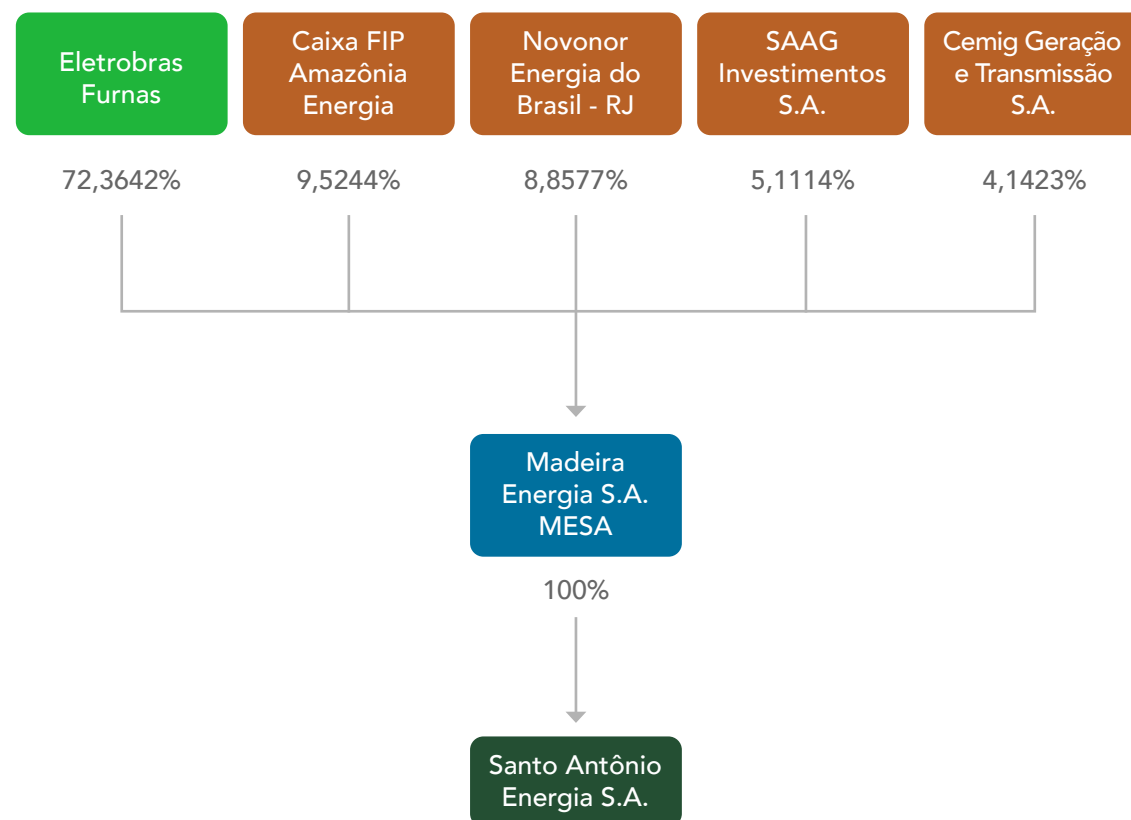 Eletrobras
Furnas
Caixa FIP
Amazônia
Energia
Novonor
Energia do
Brasil - RJ
SAAG
Investimentos
S.A.
Cemig Geração
e Transmissão
S.A.
72,3642%
9,5244%
8,8577%
5,1114%
4,1423%
Madeira
Energia S.A.
MESA
100%
Santo Antônio
Energia S.A.